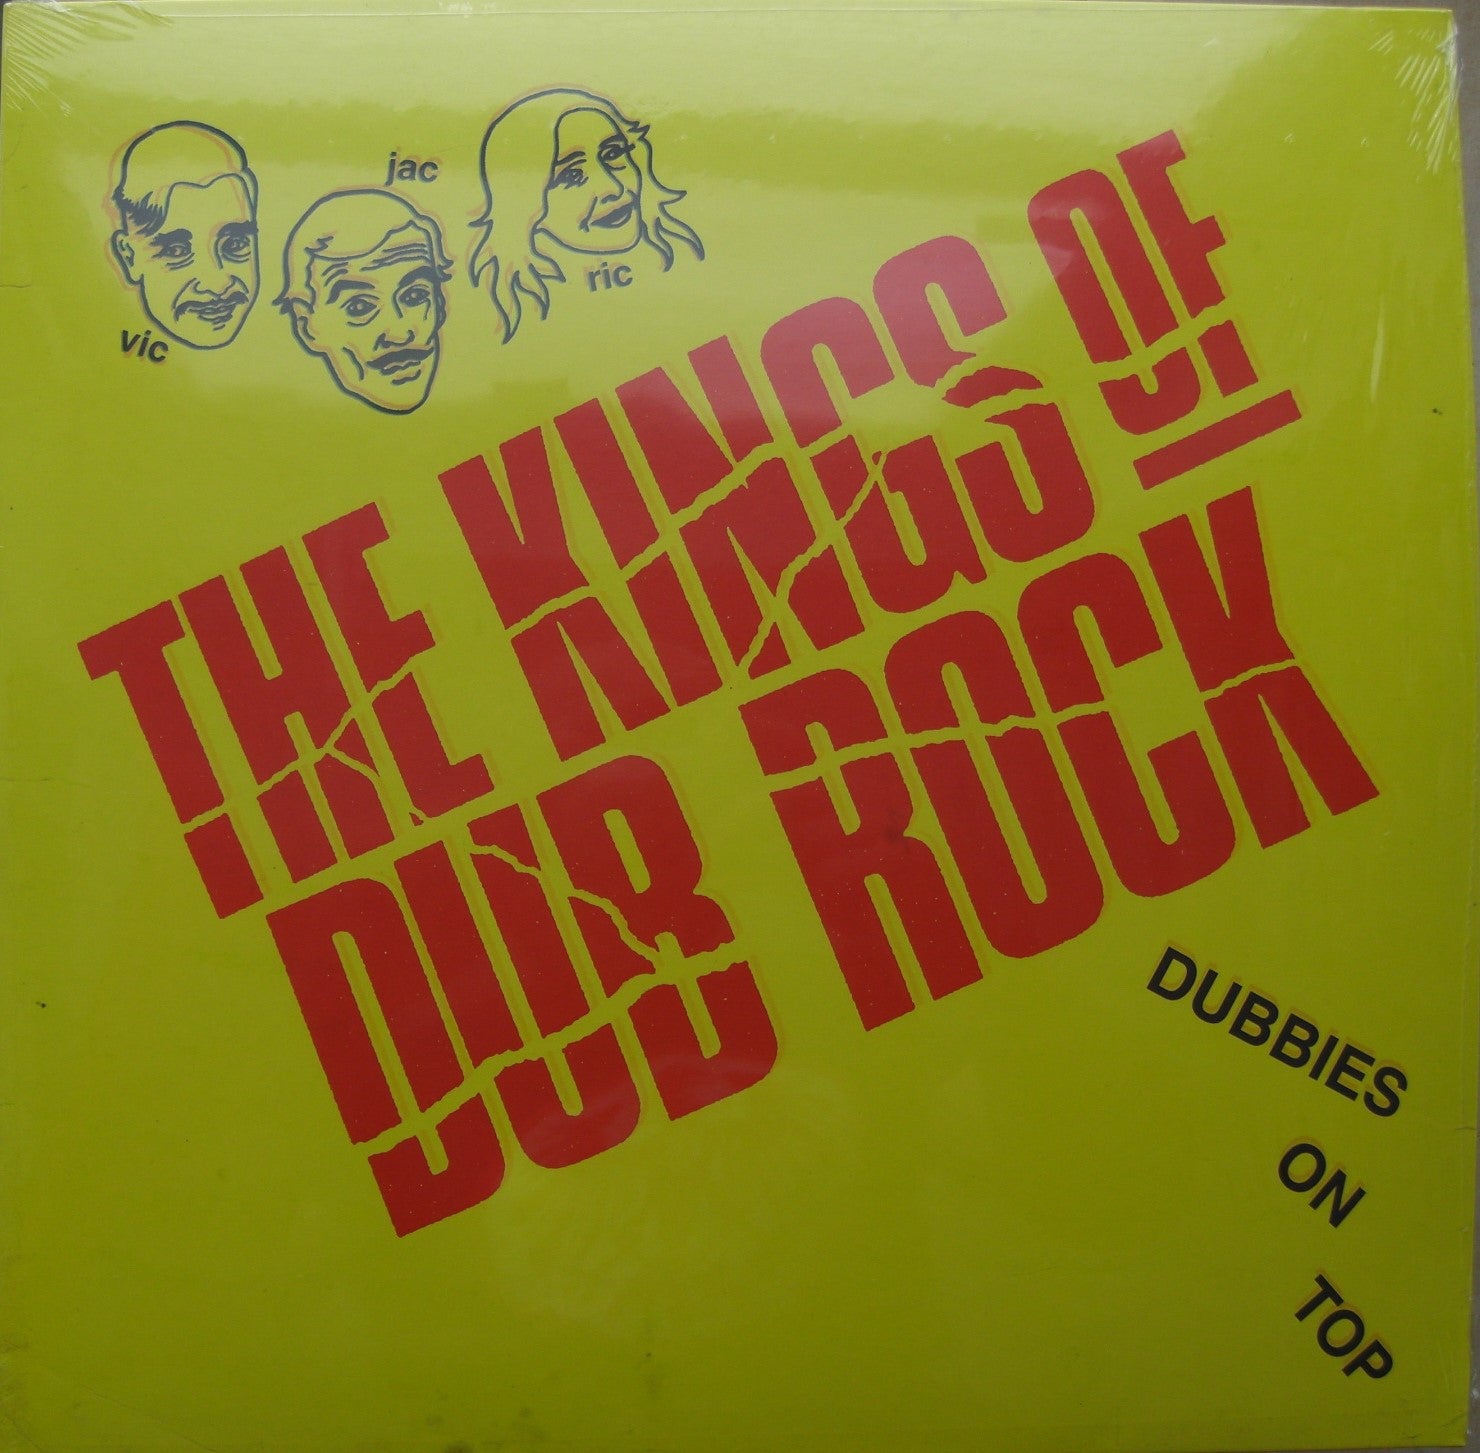 jac
ric
vic
THE KINGS OF
DUB ROCK
DUBBIES
ON
TOP